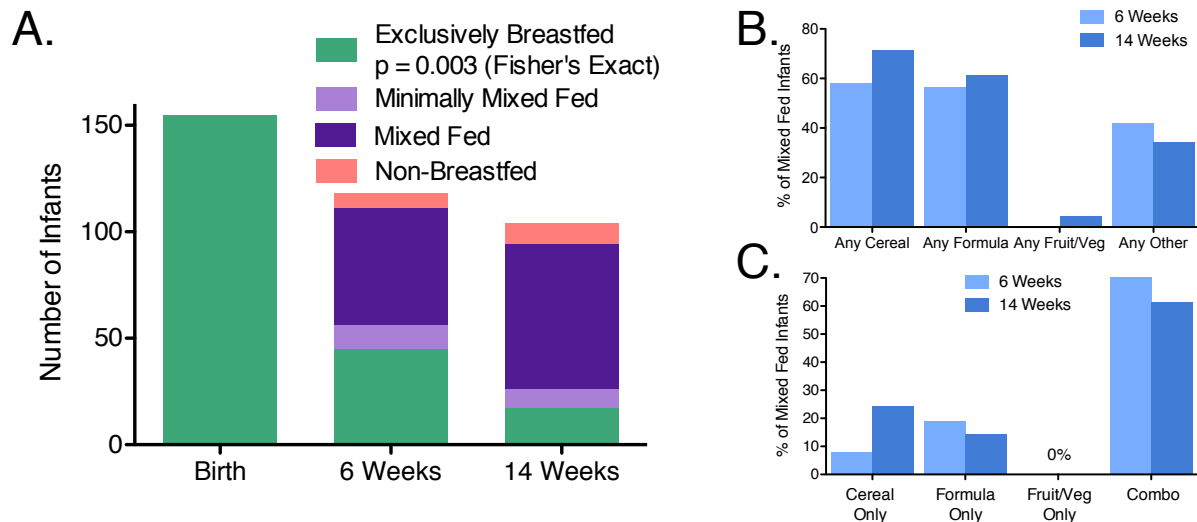 A.
Exclusively Breastfed
p = 0.003 (Fisher's Exact)
Minimally Mixed Fed
Mixed Fed
Non-Breastfed
Number of Infants
150
100
50
0
Birth
6 Weeks
14 Weeks
B.
6 Weeks
14 Weeks
% of Mixed Fed Infants
80
60
40
20
0
Any Cereal
Any Formula
Any Fruit/Veg
Any Other
C.
6 Weeks
14 Weeks
% of Mixed Fed Infants
70
60
50
40
30
20
10
0
0%
Cereal
Only
Formula
Only
Fruit/Veg
Only
Combo